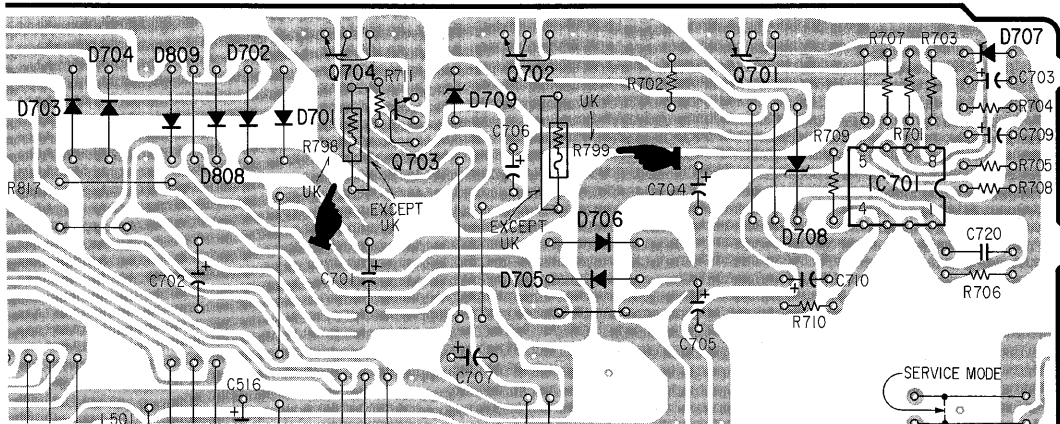 D704
D809
D702
Q704
R711
Q702
R702
Q701
R707
R703
D707
C703
D703
D701
D709
UK
R704
R798
C706
R799
R709
R701
C709
Q703
5
8
D808
IC701
R705
R817
UK
C704
R708
EXCEPT
UK
EXCEPT
UK
D706
4
1
D708
C720
C702
C701
D705
C710
R706
R710
C705
C707
SERVICE MODE
C516
L501